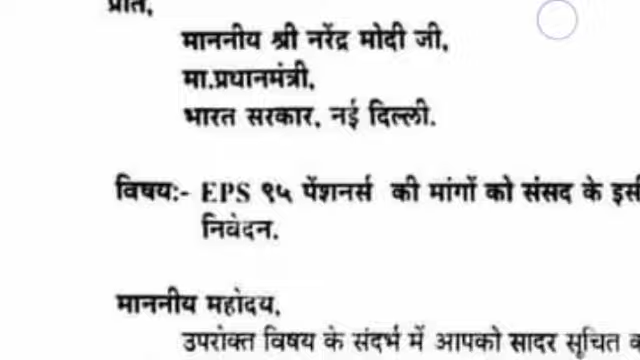 प्रति,
माननीय श्री नरेंद्र मोदी जी,
मा.प्रधानमंत्री,
भारत सरकार, नई दिल्ली.
विषय:- EPS ९५ पेंशनर्स की मांगों को संसद के इसी
निवेदन.
माननीय महोदय,
उपरोक्त विषय के संदर्भ में आपको सादर सूचित